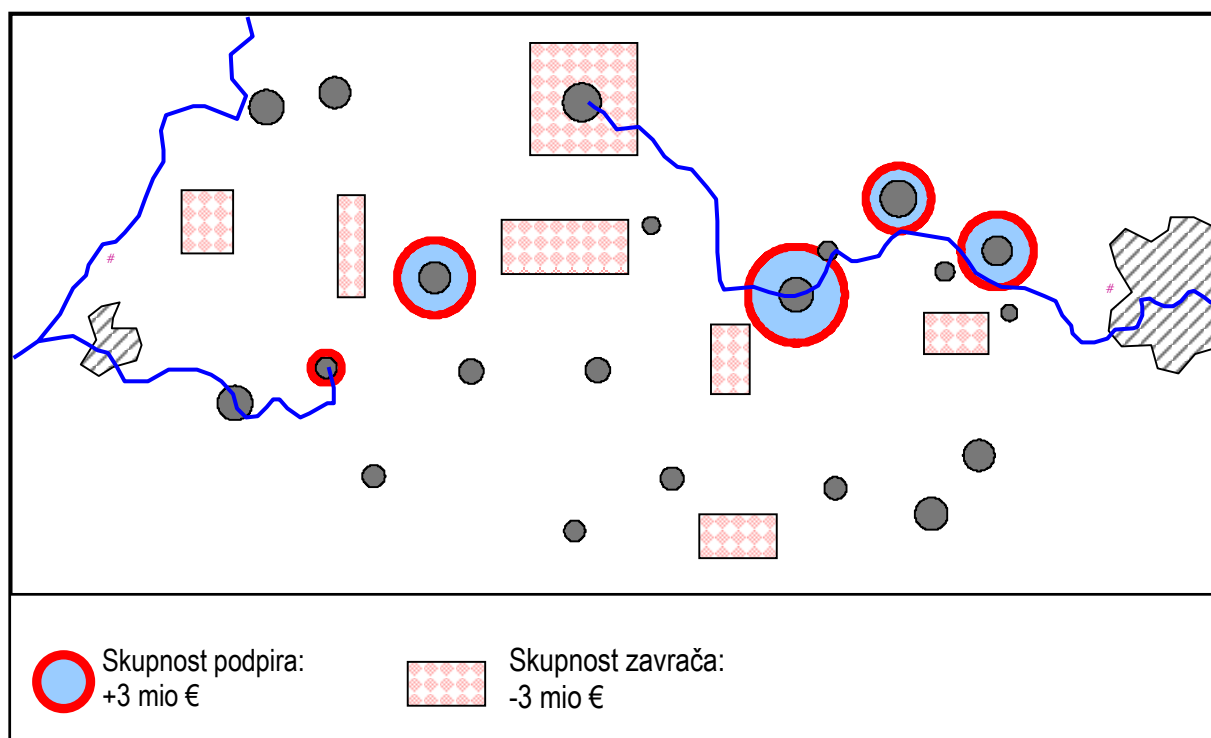 #
#
Skupnost podpira:
+3 mio €
Skupnost zavrača:
-3 mio €